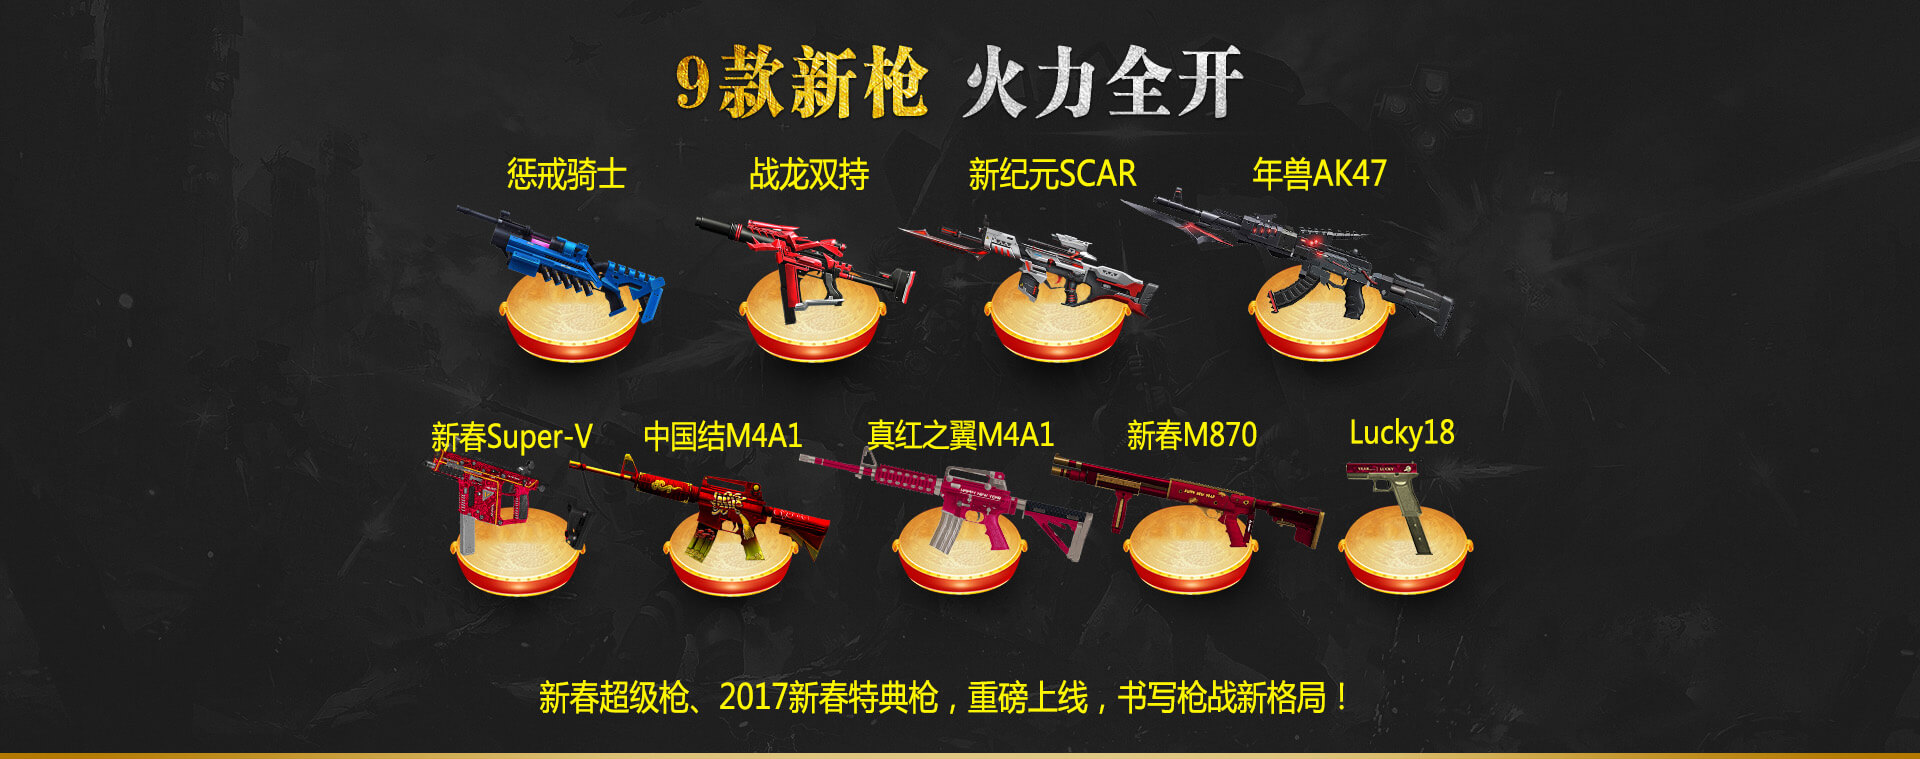 9款新枪 火力全开
惩戒骑士 战龙双持 新纪元SCAR 年兽AK47
新春Super-V 中国结M4A1 真红之翼M4A1 新春M870 Lucky18
新春超级枪、2017新春特典枪，重磅上线，书写枪战新格局！